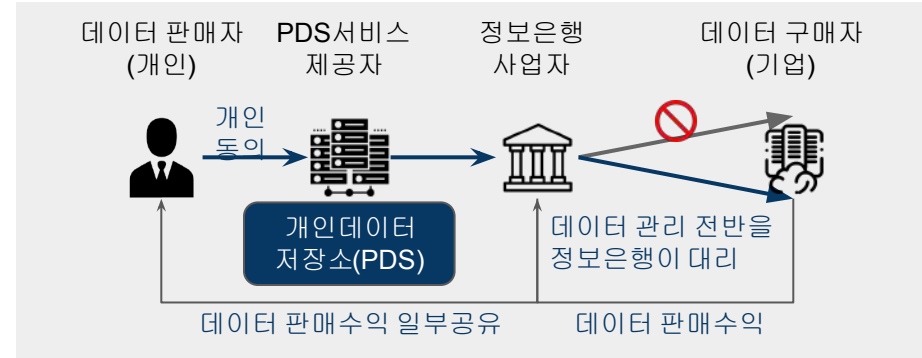 데이터 판매자
(개인)
PDS서비스
제공자
정보은행
사업자
데이터 구매자
(기업)
개인
동의
개인데이터
저장소(PDS)
데이터 관리 전반을
정보은행이 대리
데이터 판매수익 일부공유
데이터 판매수익